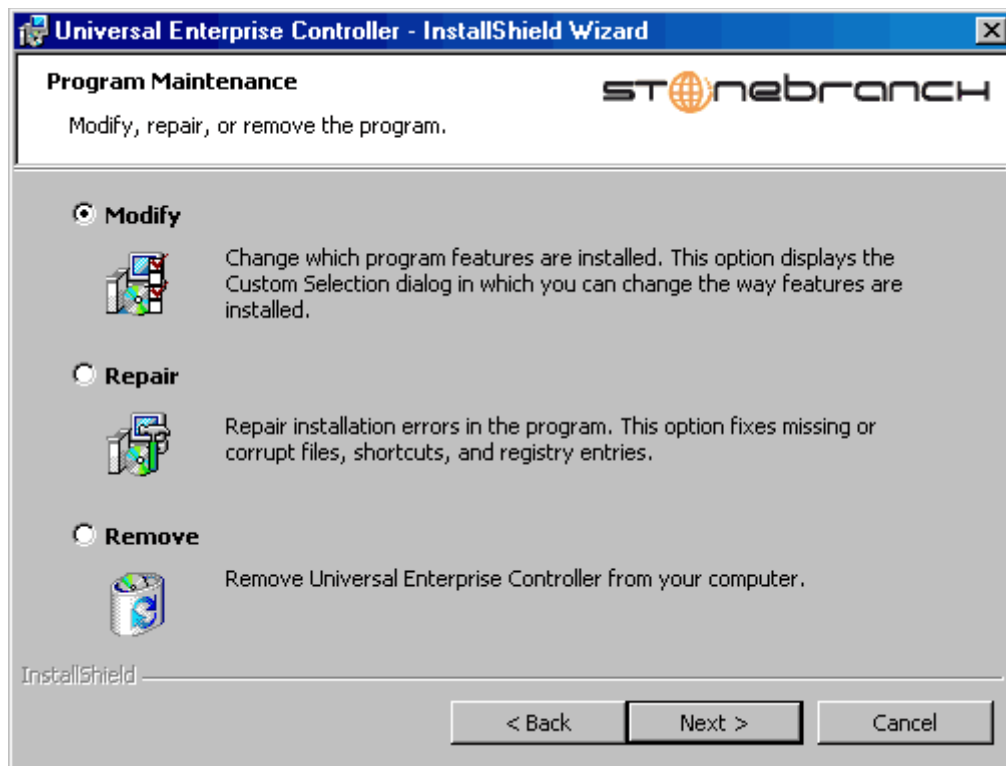 Universal Enterprise Controller - InstallShield Wizard
Program Maintenance
STonebranch
Modify, repair, or remove the program.
Modify
Change which program features are installed. This option displays the
Custom Selection dialog in which you can change the way features are
installed.
Repair
Repair installation errors in the program. This option fixes missing or
corrupt files, shortcuts, and registry entries.
Remove
Remove Universal Enterprise Controller from your computer.
InstallShield
< Back
Next >
Cancel